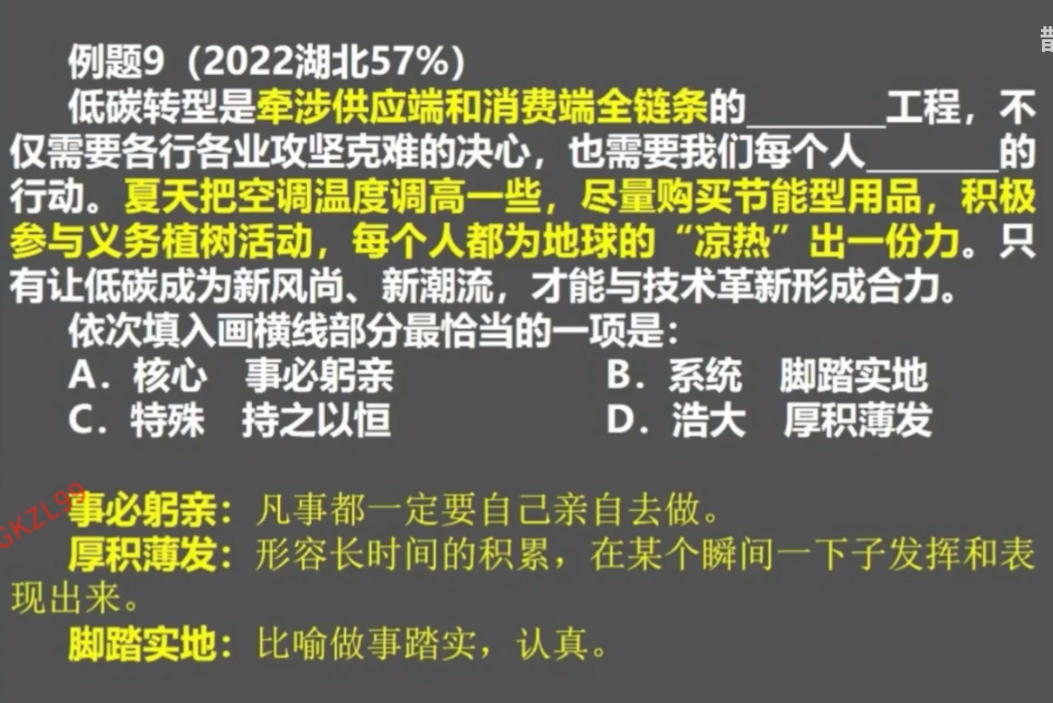 例题9（2022湖北57%）
低碳转型是牵涉供应端和消费端全链条的______工程，不
仅需要各行各业攻坚克难的决心，也需要我们每个人______的
行动。夏天把空调温度调高一些，尽量购买节能型用品，积极
参与义务植树活动，每个人都为地球的“凉热”出一份力。只
有让低碳成为新风尚、新潮流，才能与技术革新形成合力。
依次填入画横线部分最恰当的一项是：
A．核心 事必躬亲 B．系统 脚踏实地
C．特殊 持之以恒 D．浩大 厚积薄发
事必躬亲：凡事都一定要自己亲自去做。
厚积薄发：形容长时间的积累，在某个瞬间一下子发挥和表
现出来。
脚踏实地：比喻做事踏实，认真。
GKZL99